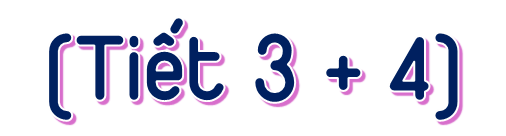 (Tiết 3 + 4)